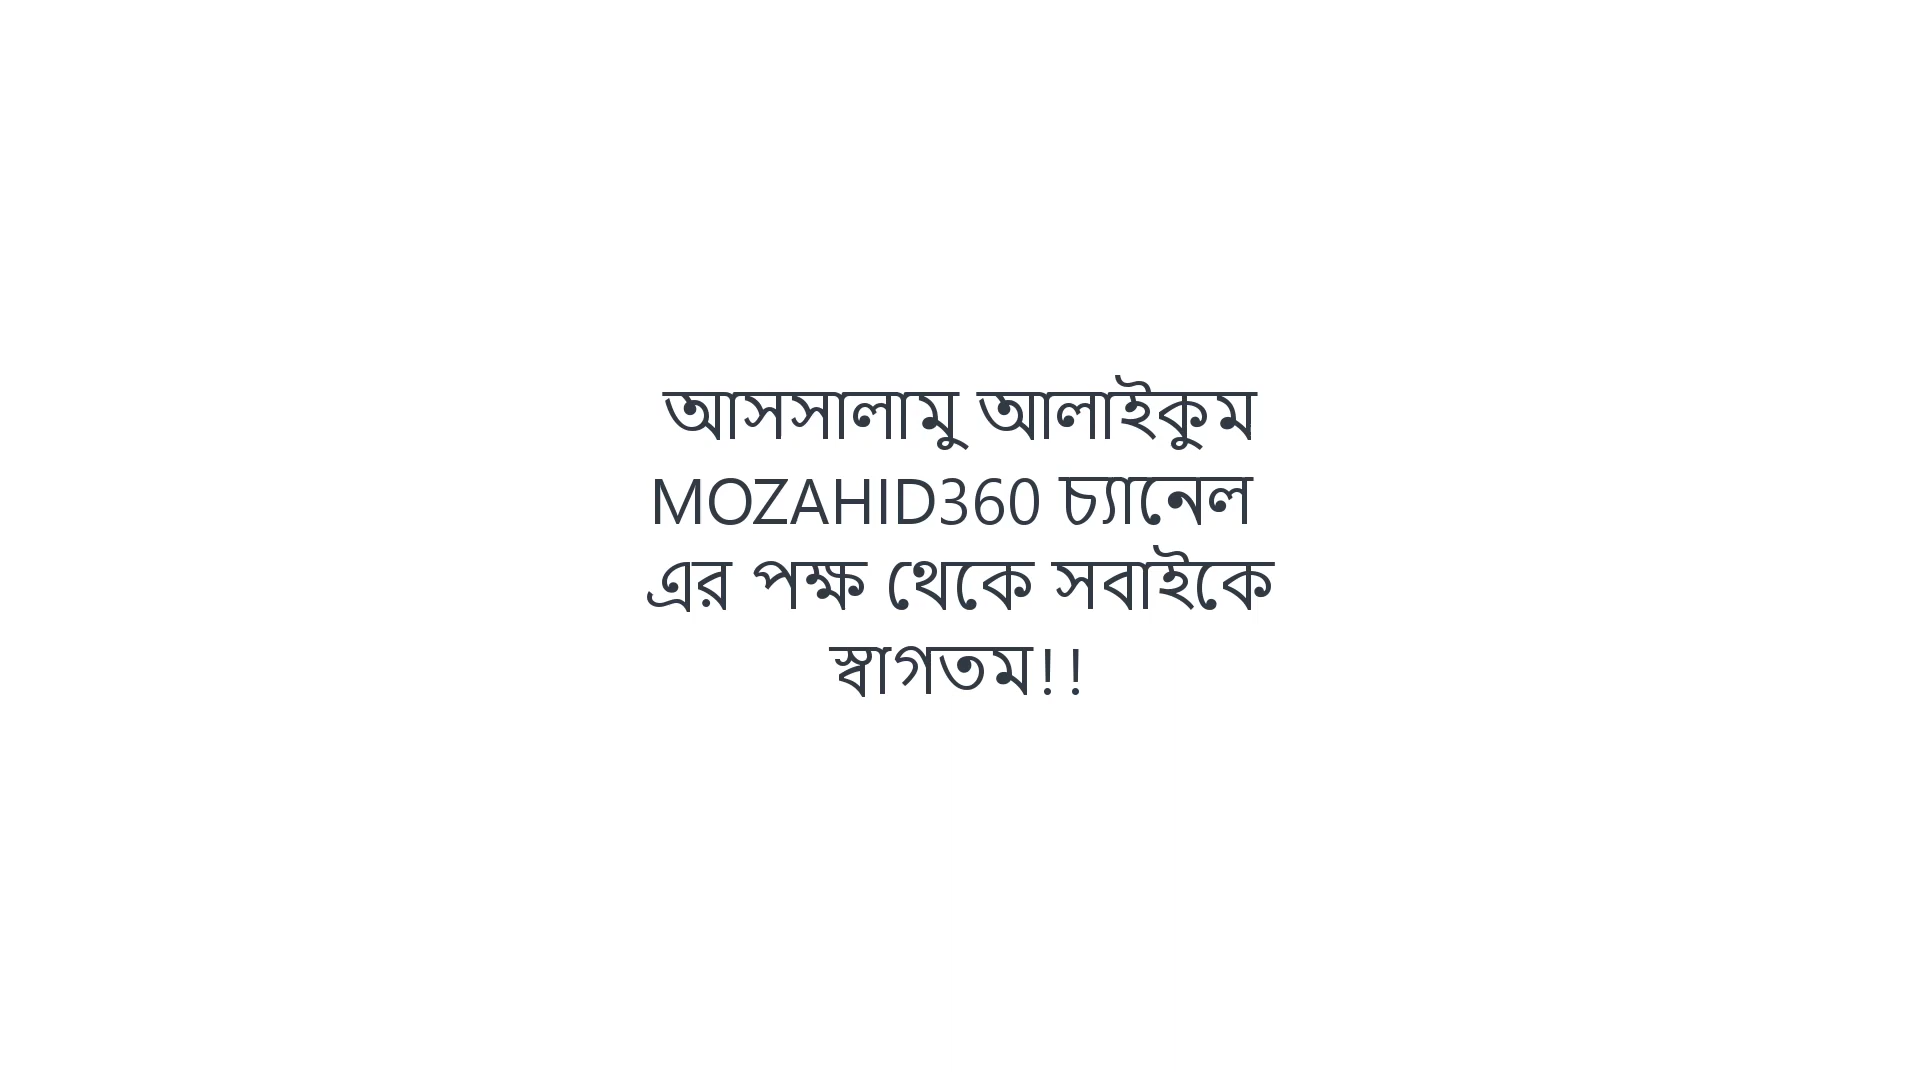 আসসালামু আলাইকুম
MOZAHID360 চ্যানেল
এর পক্ষ থেকে সবাইকে
স্বাগতম!!